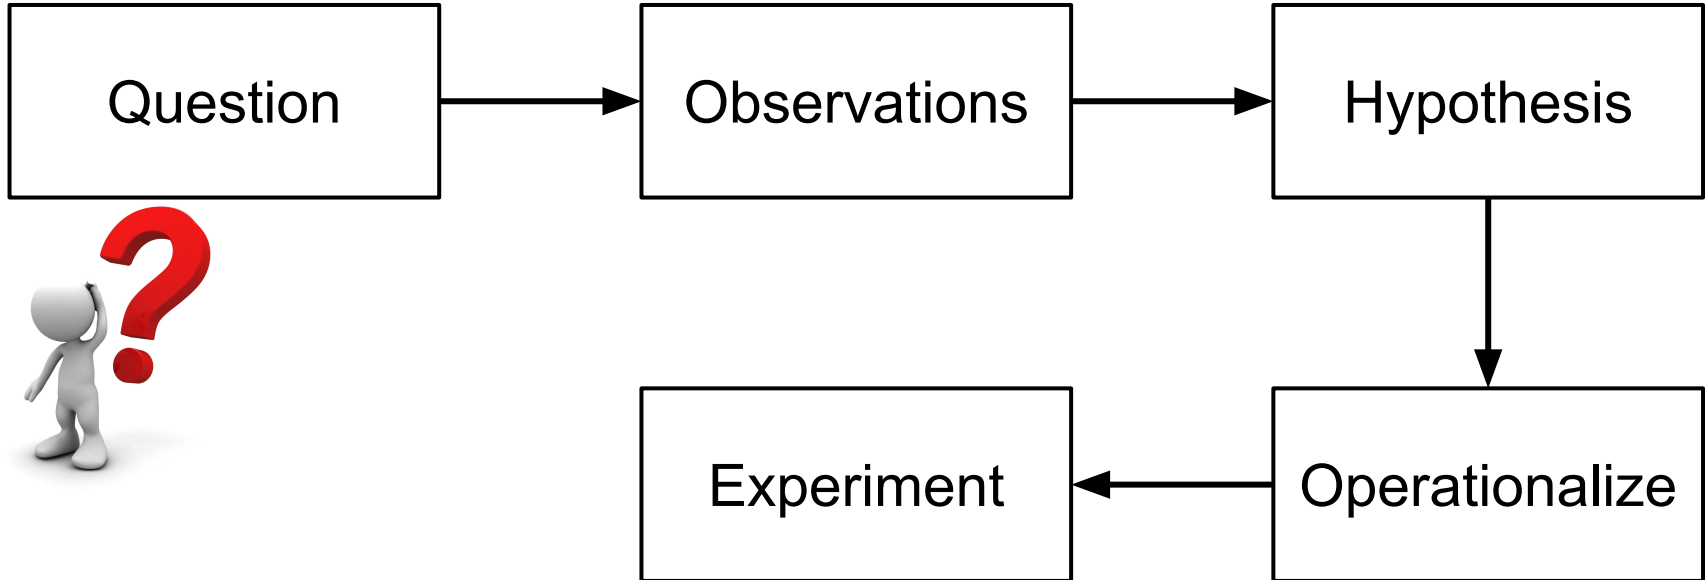 Question
Observations
Hypothesis
Operationalize
Experiment
?